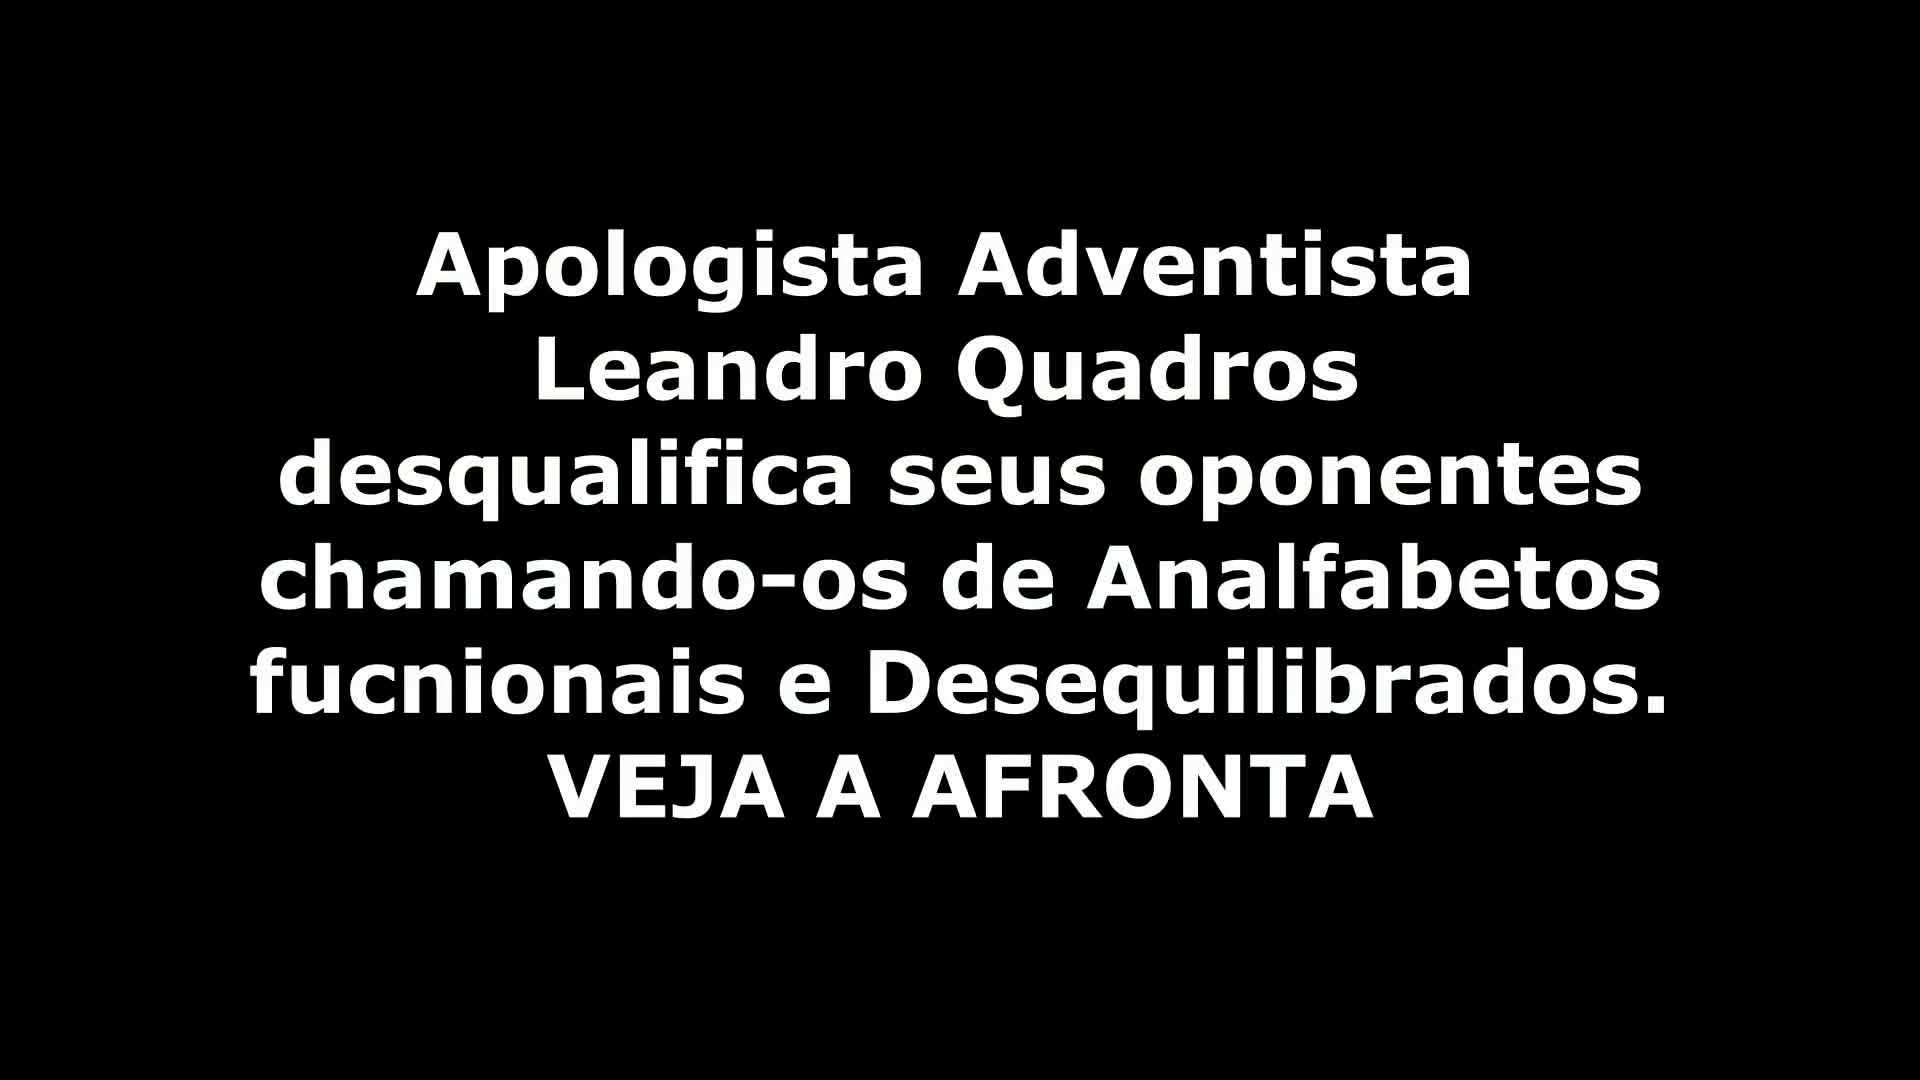 Apologista Adventista
Leandro Quadros
desqualifica seus oponentes
chamando-os de Analfabetos
fucnionais e Desequilibrados.
VEJA A AFRONTA